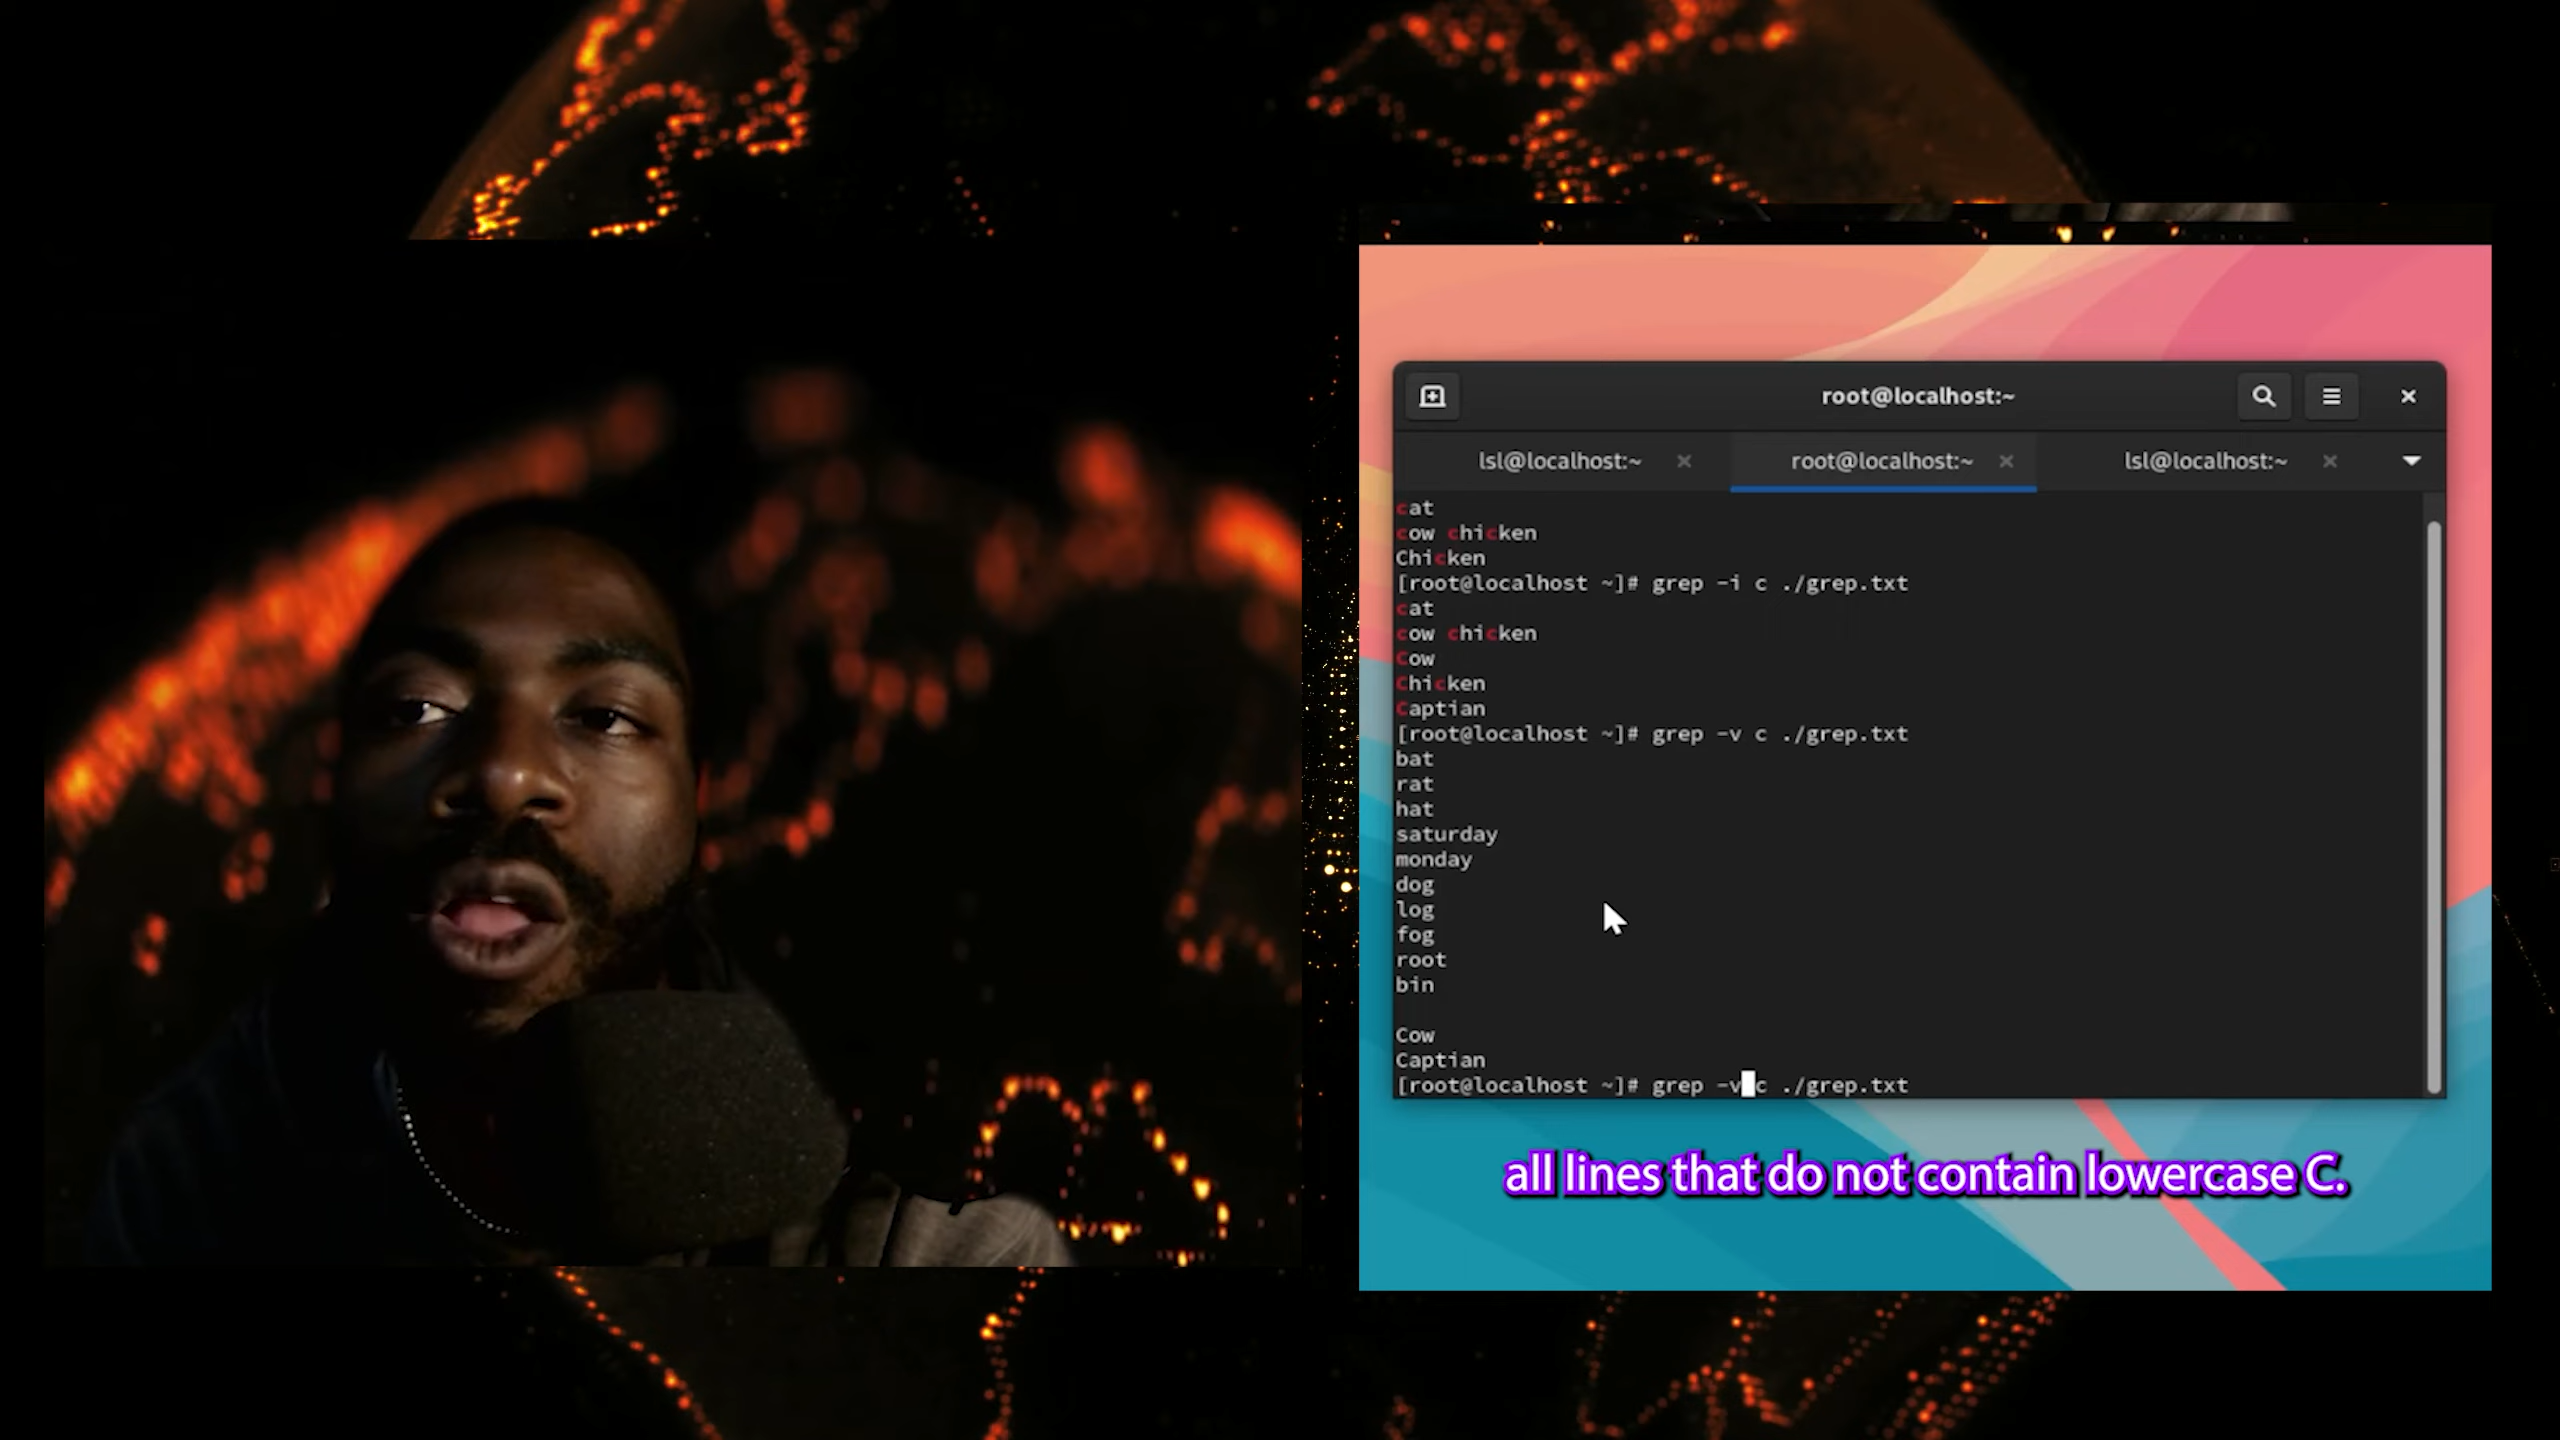 root@localhost:~
lsl@localhost:~ root@localhost:~ lsl@localhost:~
cat
cow chicken
Chicken
[root@localhost ~]# grep -i c ./grep.txt
cat
cow chicken
Cow
Chicken
Captian
[root@localhost ~]# grep -v c ./grep.txt
bat
rat
hat
saturday
monday
dog
log
fog
root
bin
Cow
Captian
[root@localhost ~]# grep -v c ./grep.txt
all lines that do not contain lowercase C.